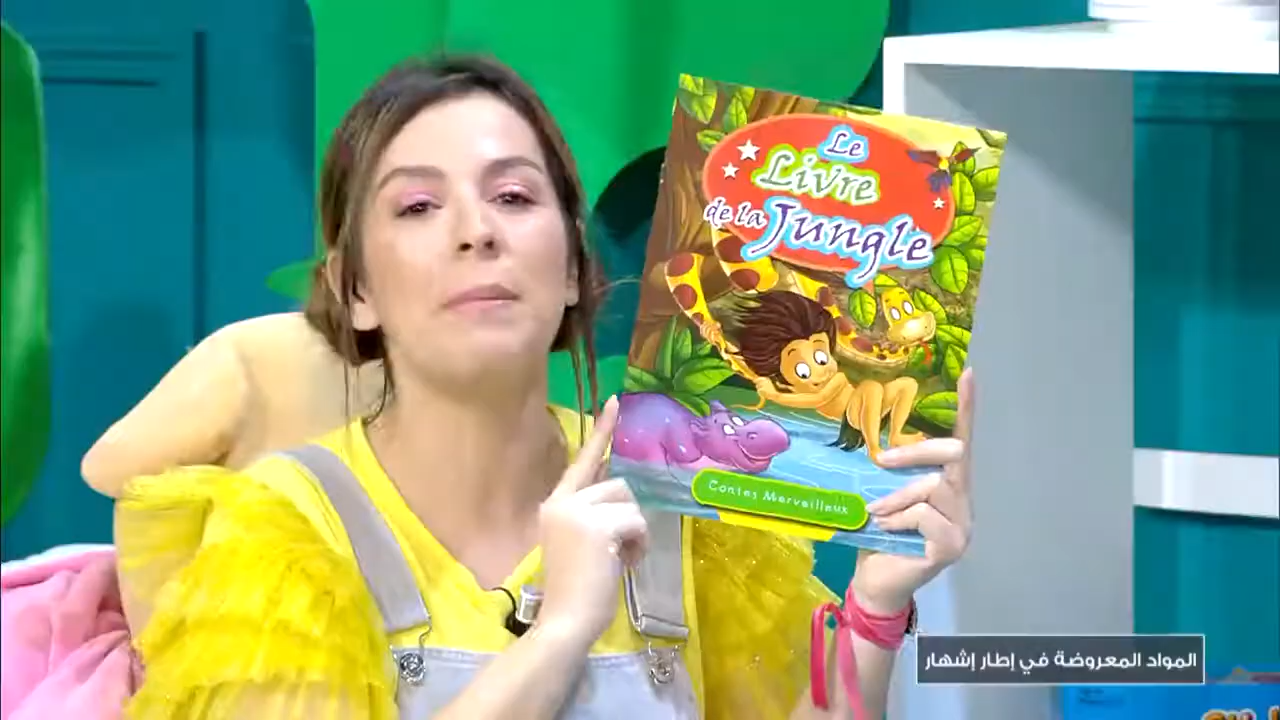 Le
Livre
de la Jungle
Contes Merveilleux
المواد المعروضة في إطار إشهار